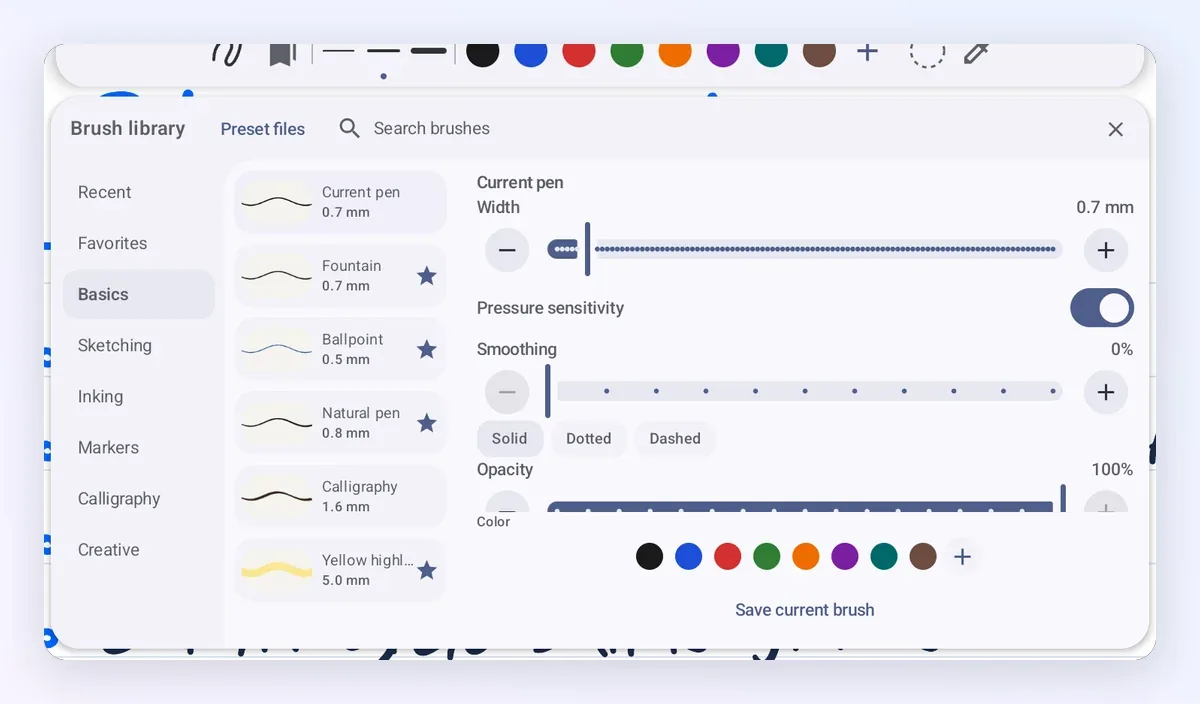 Brush library
Preset files
Search brushes
Recent
Favorites
Basics
Sketching
Inking
Markers
Calligraphy
Creative
Current pen
0.7 mm
Fountain
0.7 mm
Ballpoint
0.5 mm
Natural pen
0.8 mm
Calligraphy
1.6 mm
Yellow highl...
5.0 mm
Current pen
Width
0.7 mm
Pressure sensitivity
Smoothing
0%
Solid
Dotted
Dashed
Opacity
100%
Color
Save current brush